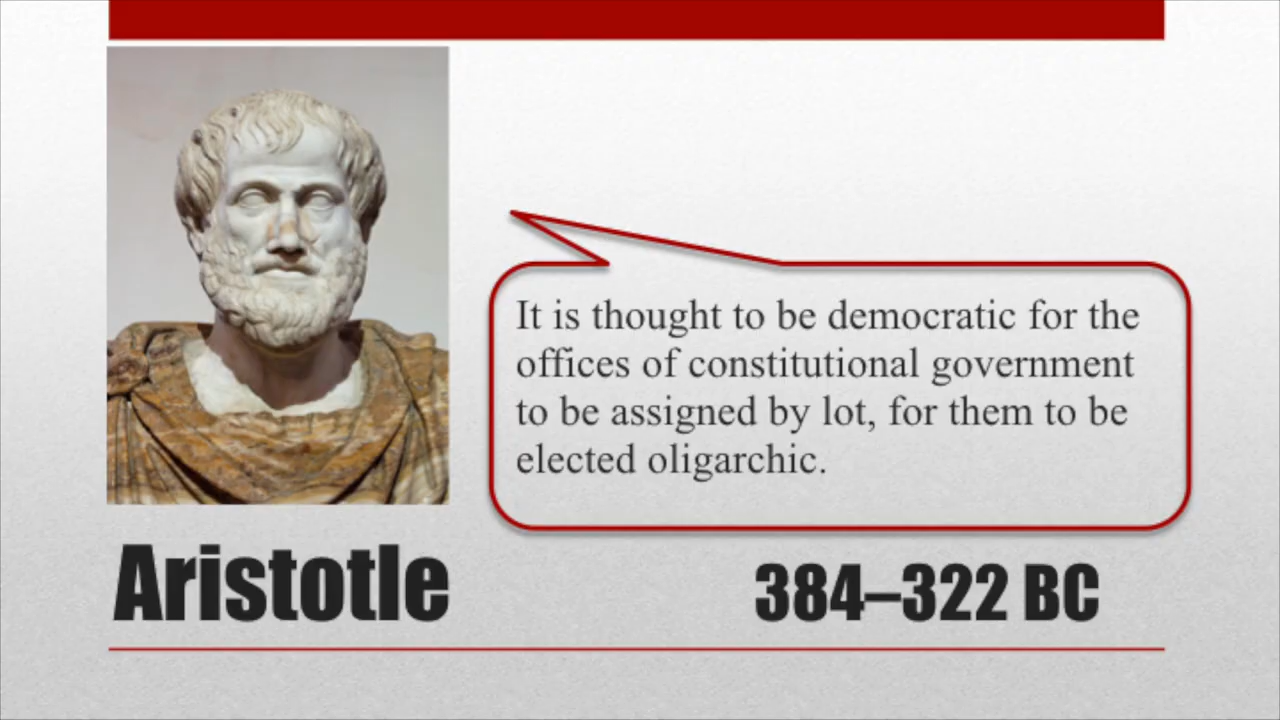 It is thought to be democratic for the
offices of constitutional government
to be assigned by lot, for them to be
elected oligarchic.
Aristotle
384–322 BC